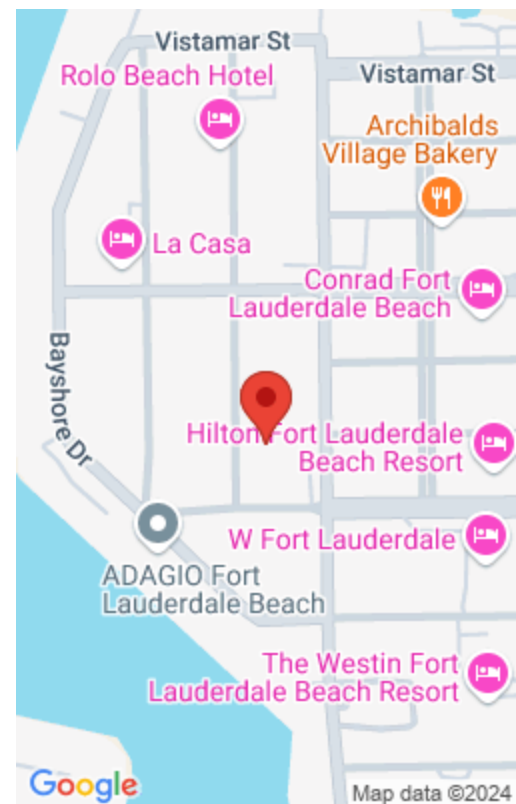 Vistamar St
Rolo Beach Hotel
Vistamar St
Archibalds
Village Bakery
La Casa
Conrad Fort
Lauderdale Beach
Bayshore Dr
Hilton Fort Lauderdale
Beach Resort
W Fort Lauderdale
ADAGIO Fort
Lauderdale Beach
The Westin Fort
Lauderdale Beach Resort
Google
Map data ©2024